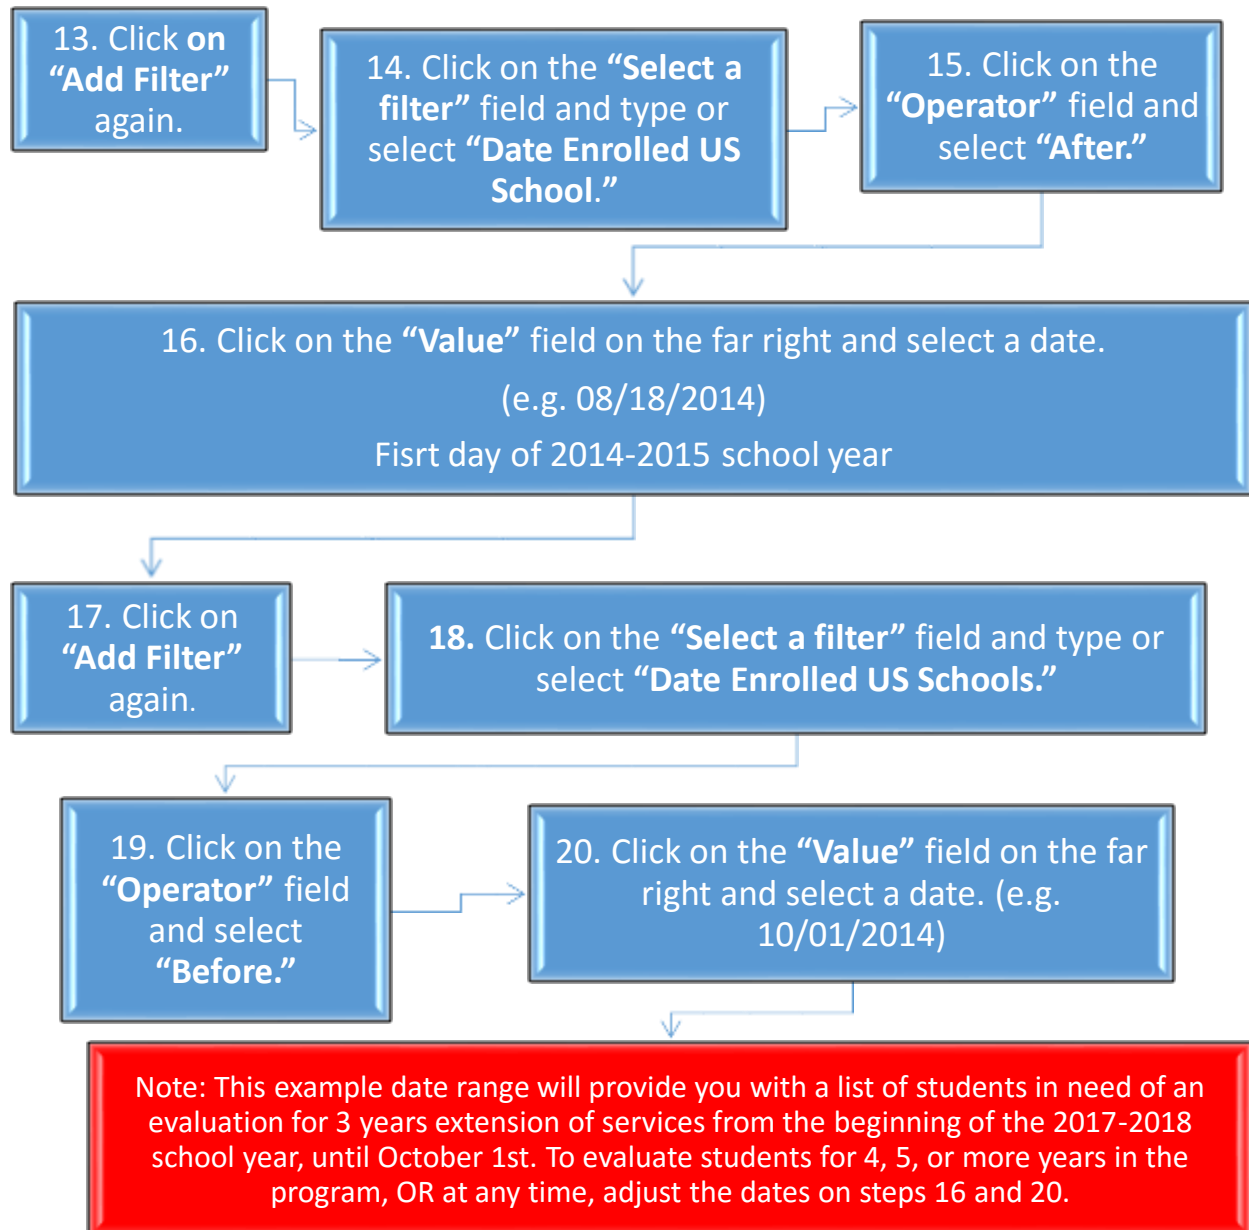 13. Click on
“Add Filter”
again.
14. Click on the “Select a
filter” field and type or
select “Date Enrolled US
School.”
15. Click on the
“Operator” field and
select “After.”
16. Click on the “Value” field on the far right and select a date.
(e.g. 08/18/2014)
Fisrt day of 2014-2015 school year
17. Click on
“Add Filter”
again.
18. Click on the “Select a filter” field and type or
select “Date Enrolled US Schools.”
19. Click on the
“Operator” field
and select
“Before.”
20. Click on the “Value” field on the far
right and select a date. (e.g.
10/01/2014)
Note: This example date range will provide you with a list of students in need of an
evaluation for 3 years extension of services from the beginning of the 2017-2018
school year, until October 1st. To evaluate students for 4, 5, or more years in the
program, OR at any time, adjust the dates on steps 16 and 20.